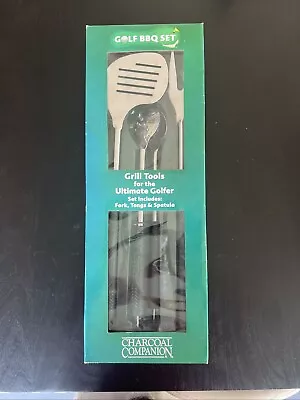 GOLF BBQ SET
Grill Tools
for the
Ultimate Golfer
Set Includes:
Fork, Tongs & Spatula
CHARCOAL
COMPANION